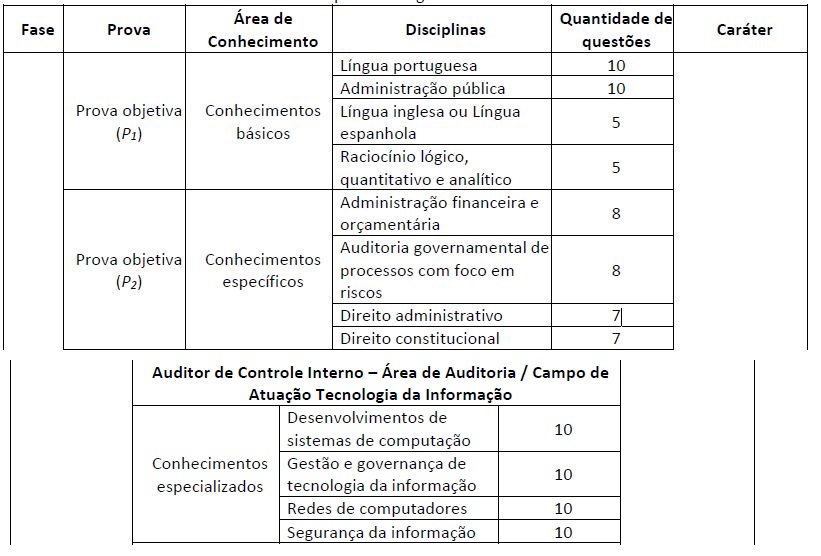 Fase Prova Área de Conhecimento Disciplinas Quantidade de questões Caráter
Prova objetiva
(P1)
Conhecimentos
básicos
Língua portuguesa 10
Administração pública 10
Língua inglesa ou Língua
espanhola 5
Raciocínio lógico,
quantitativo e analítico 5
Prova objetiva
(P2)
Conhecimentos
específicos
Administração financeira e
orçamentária 8
Auditoria governamental de
processos com foco em
riscos 8
Direito administrativo 7
Direito constitucional 7
Auditor de Controle Interno – Área de Auditoria / Campo de
Atuação Tecnologia da Informação
Conhecimentos
especializados
Desenvolvimentos de
sistemas de computação 10
Gestão e governança de
tecnologia da informação 10
Redes de computadores 10
Segurança da informação 10